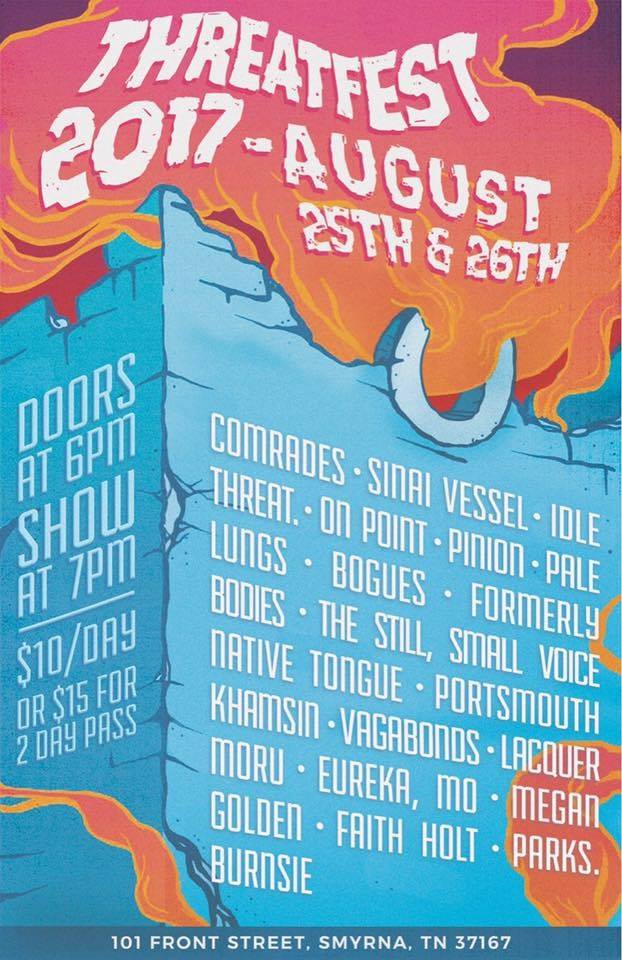 THREATFEST
2017 - AUGUST
25TH & 26TH
DOORS
AT 6PM
SHOW
AT 7PM
$10/DAY
OR $15 FOR
2 DAY PASS
COMRADES • SINAI VESSEL • IDLE
THREAT. • ON POINT • PINION • PALE
LUNGS • BOGUES • FORMERLY
BODIES • THE STILL, SMALL VOICE
NATIVE TONGUE • PORTSMOUTH
KHAMSIN • VAGABONDS • LACQUER
MORU • EUREKA, MO • MEGAN
GOLDEN • FAITH HOLT • PARKS.
BURNSIE
101 FRONT STREET, SMYRNA, TN 37167